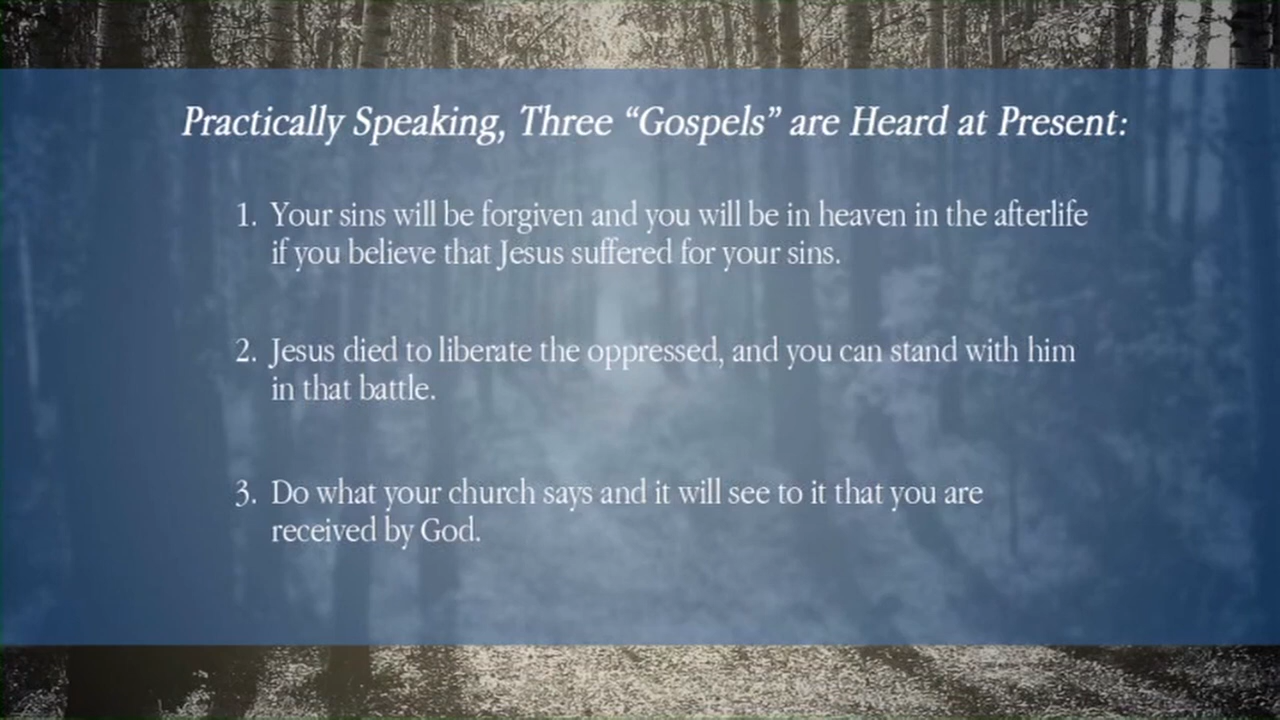 Practically Speaking, Three “Gospels” are Heard at Present:
1. Your sins will be forgiven and you will be in heaven in the afterlife
if you believe that Jesus suffered for your sins.
2. Jesus died to liberate the oppressed, and you can stand with him
in that battle.
3. Do what your church says and it will see to it that you are
received by God.